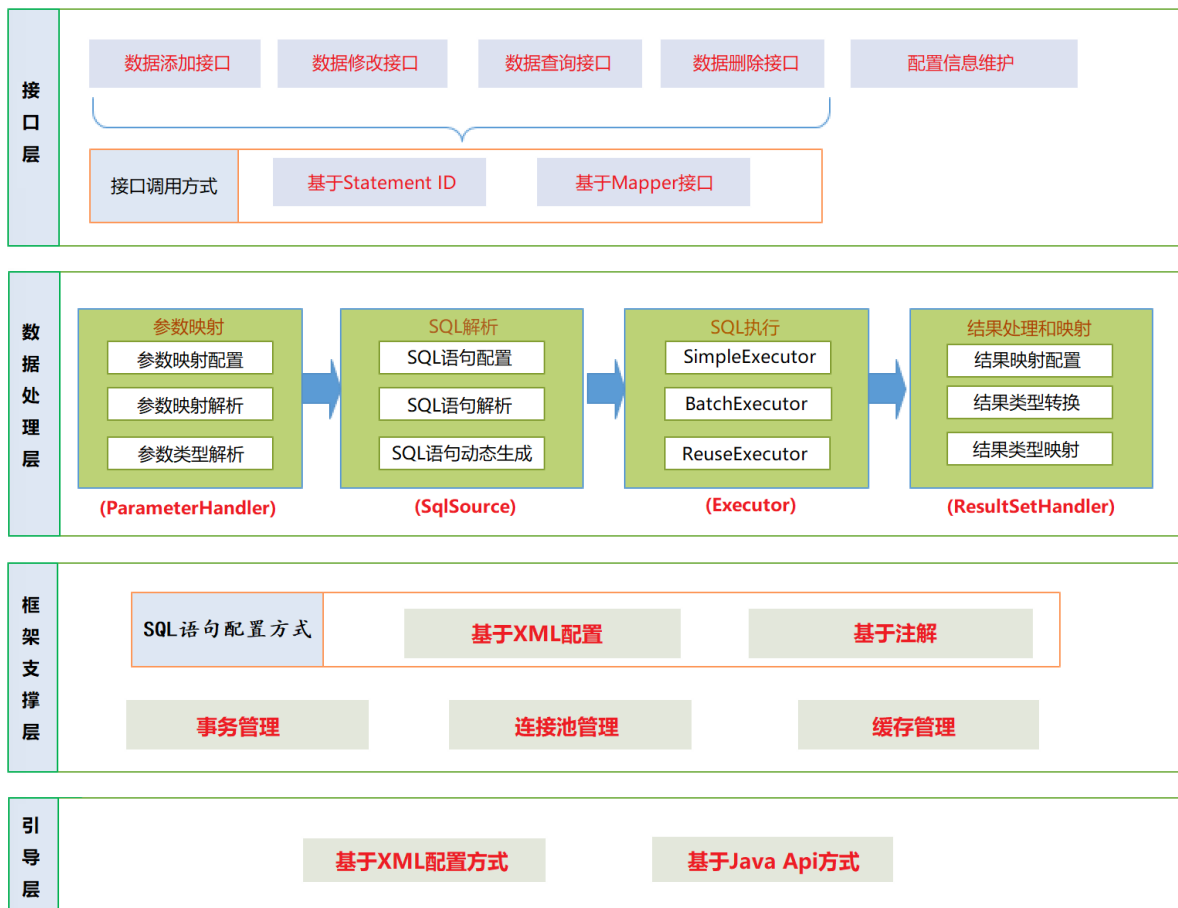 接口层
数据添加接口
数据修改接口
数据查询接口
数据删除接口
配置信息维护
接口调用方式
基于Statement ID
基于Mapper接口
数据处理层
参数映射
参数映射配置
参数映射解析
参数类型解析
(ParameterHandler)
SQL解析
SQL语句配置
SQL语句解析
SQL语句动态生成
(SqlSource)
SQL执行
SimpleExecutor
BatchExecutor
ReuseExecutor
(Executor)
结果处理和映射
结果映射配置
结果类型转换
结果类型映射
(ResultSetHandler)
框架支撑层
SQL语句配置方式
基于XML配置
基于注解
事务管理
连接池管理
缓存管理
引导层
基于XML配置方式
基于Java Api方式